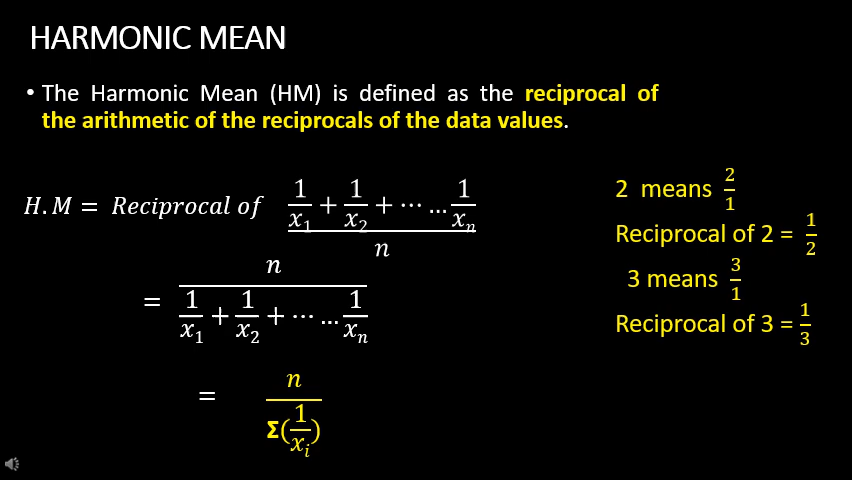 HARMONIC MEAN
• The Harmonic Mean (HM) is defined as the reciprocal of
the arithmetic of the reciprocals of the data values.
H.M = Reciprocal of (1/x₁ + 1/x₂ + ⋯ … 1/xₙ)/n
= n/(1/x₁ + 1/x₂ + ⋯ … 1/xₙ)
= n/Σ(1/xᵢ)
2 means 2/1
Reciprocal of 2 = 1/2
3 means 3/1
Reciprocal of 3 = 1/3